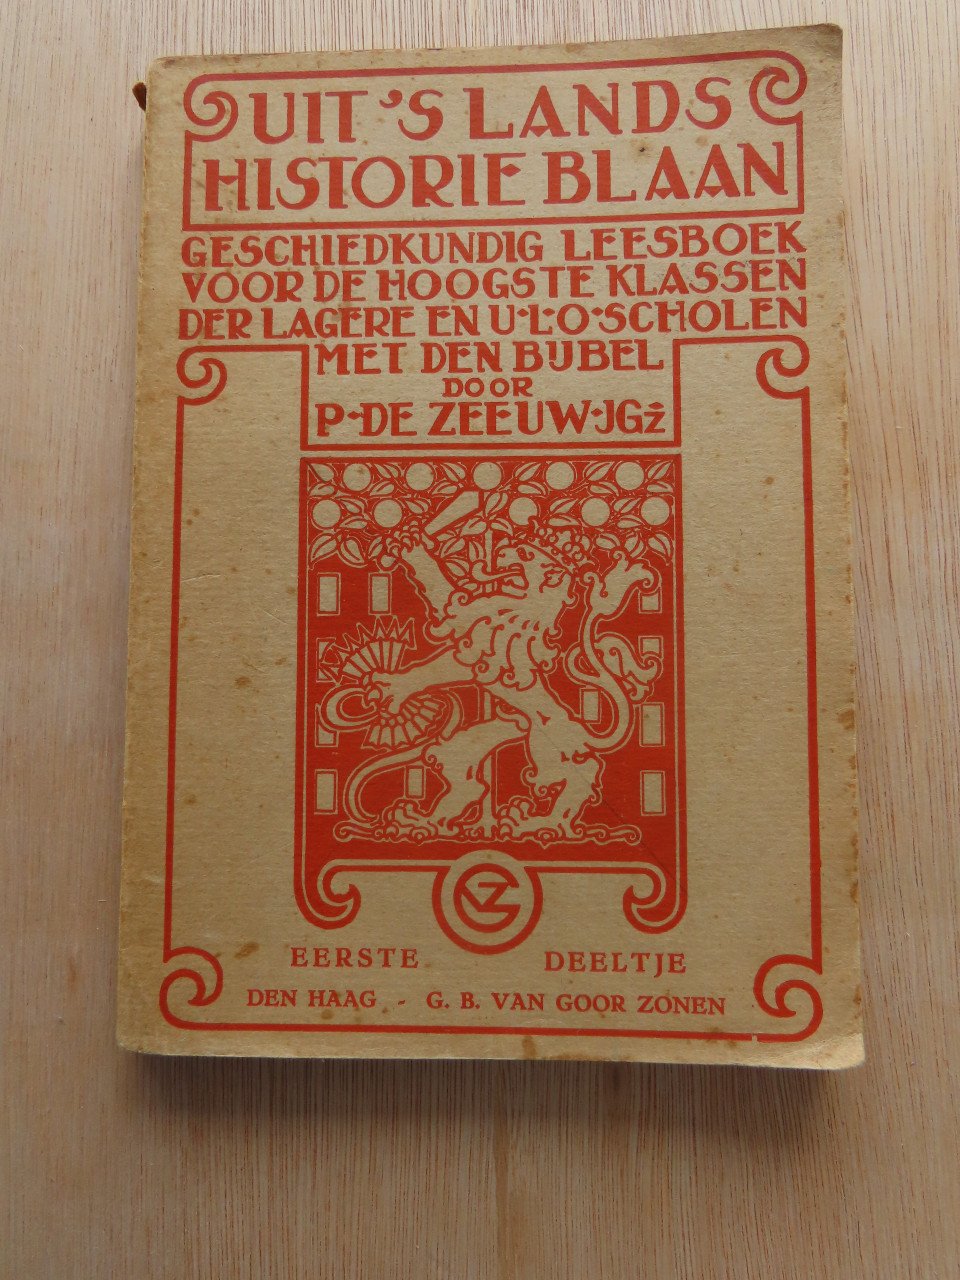 UIT 'S LANDS
HISTORIE BLAAN
GESCHIEDKUNDIG LEESBOEK
VOOR DE HOOGSTE KLASSEN
DER LAGERE EN U·L·O·SCHOLEN
MET DEN BIJBEL
DOOR
P·DE ZEEUW·JGz
EERSTE DEELTJE
DEN HAAG - G. B. VAN GOOR ZONEN